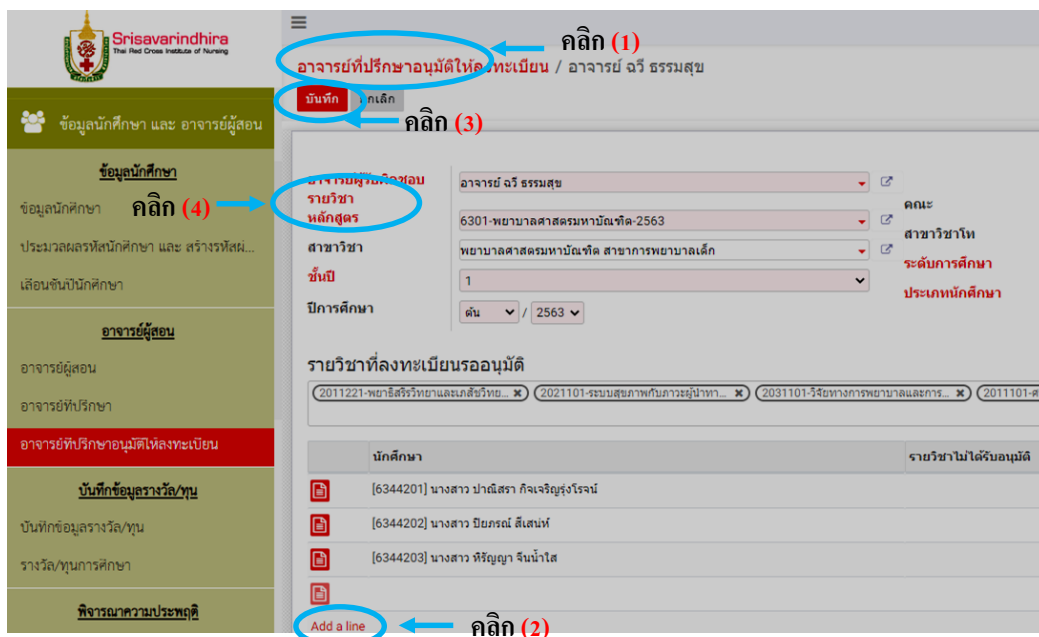 Srisavarindhira
Thai Red Cross Institute of Nursing
ข้อมูลนักศึกษา และ อาจารย์ผู้สอน
ข้อมูลนักศึกษา
ข้อมูลนักศึกษา
ประมวลผลรหัสนักศึกษา และ สร้างรหัสผ่...
เลื่อนชั้นปีนักศึกษา
อาจารย์ผู้สอน
อาจารย์ผู้สอน
อาจารย์ที่ปรึกษา
อาจารย์ที่ปรึกษาอนุมัติให้ลงทะเบียน
บันทึกข้อมูลรางวัล/ทุน
บันทึกข้อมูลรางวัล/ทุน
รางวัล/ทุนการศึกษา
พิจารณาความประพฤติ
คลิก (1)
อาจารย์ที่ปรึกษาอนุมัติให้ลงทะเบียน / อาจารย์ ฉวี ธรรมสุข
บันทึก ยกเลิก
คลิก (3)
คลิก (4)
อาจารย์ผู้รับผิดชอบรายวิชา อาจารย์ ฉวี ธรรมสุข
หลักสูตร 6301-พยาบาลศาสตรมหาบัณฑิต-2563
สาขาวิชา พยาบาลศาสตรมหาบัณฑิต สาขาการพยาบาลเด็ก
ชั้นปี 1
ปีการศึกษา ต้น / 2563
คณะ
สาขาวิชาโท
ระดับการศึกษา
ประเภทนักศึกษา
รายวิชาที่ลงทะเบียนรออนุมัติ
2011221-พยาธิสรีรวิทยาและเภสัชวิทย... 2021101-ระบบสุขภาพกับภาวะผู้นำทา... 2031101-วิจัยทางการพยาบาลและการ... 2011101-ศ
นักศึกษา รายวิชาไม่ได้รับอนุมัติ
[6344201] นางสาว ปาณิสรา กิจเจริญรุ่งโรจน์
[6344202] นางสาว ปิยภรณ์ สีเสน่ห์
[6344203] นางสาว หิรัญญา จีนน้ำใส
Add a line
คลิก (2)